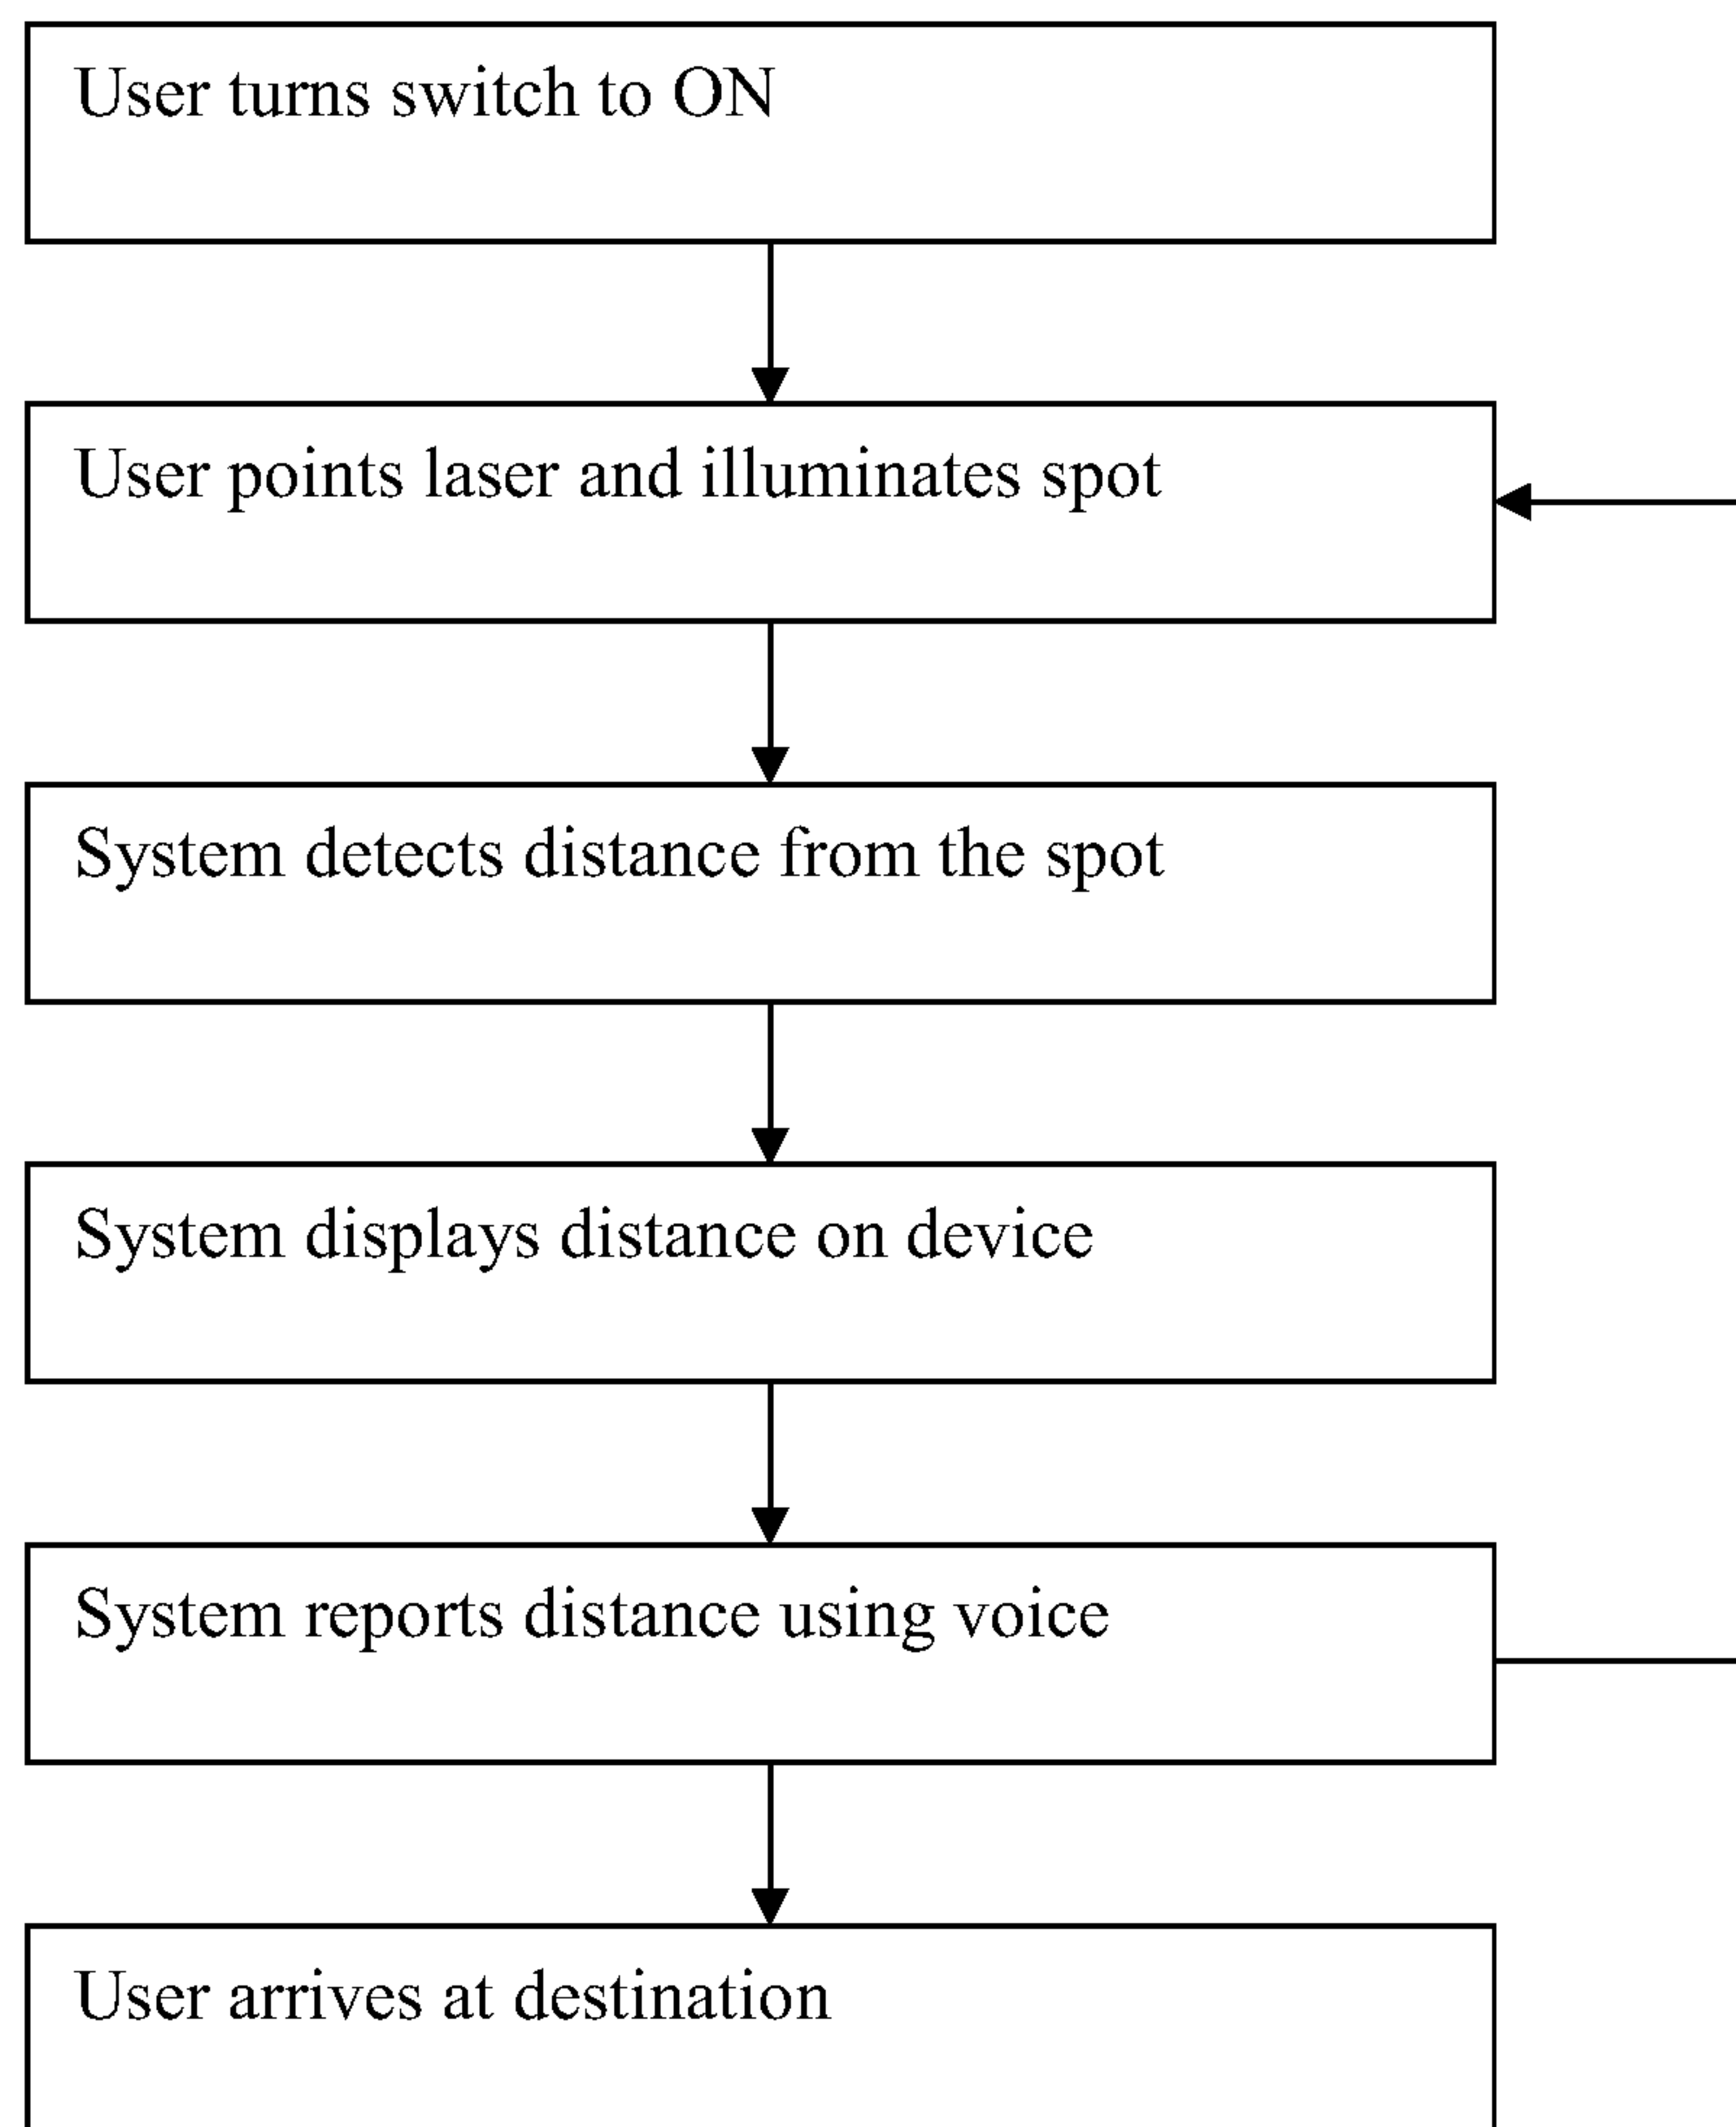 User turns switch to ON
User points laser and illuminates spot
System detects distance from the spot
System displays distance on device
System reports distance using voice
User arrives at destination